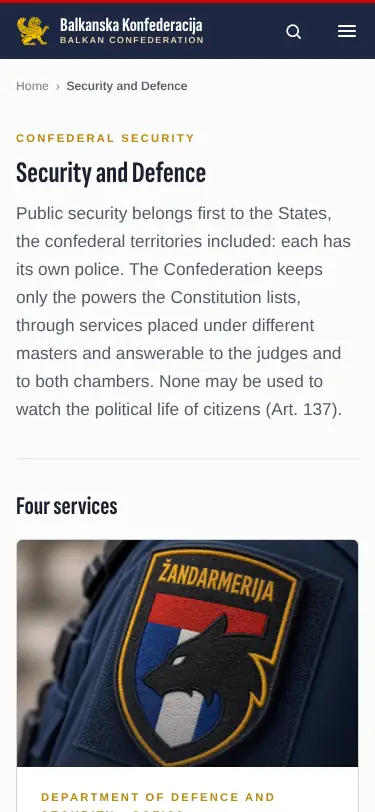 Balkanska Konfederacija
BALKAN CONFEDERATION
Home › Security and Defence
CONFEDERAL SECURITY
Security and Defence
Public security belongs first to the States,
the confederal territories included: each has
its own police. The Confederation keeps
only the powers the Constitution lists,
through services placed under different
masters and answerable to the judges and
to both chambers. None may be used to
watch the political life of citizens (Art. 137).
Four services
ŽANDARMERIJA
DEPARTMENT OF DEFENCE AND